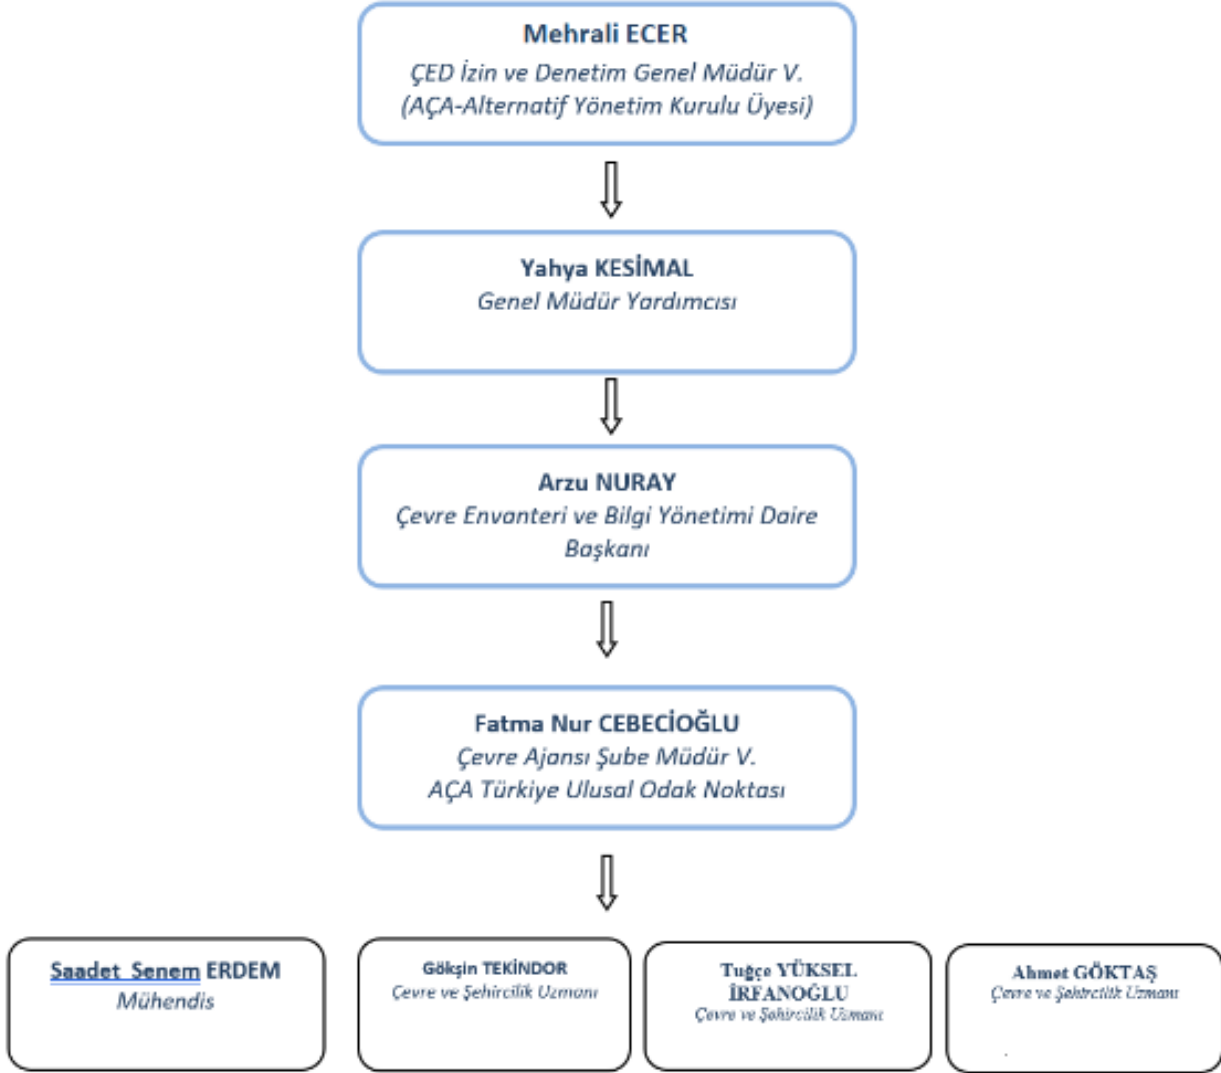 Mehrali ECER
ÇED İzin ve Denetim Genel Müdür V.
(AÇA-Alternatif Yönetim Kurulu Üyesi)
Yahya KESİMAL
Genel Müdür Yardımcısı
Arzu NURAY
Çevre Envanteri ve Bilgi Yönetimi Daire
Başkanı
Fatma Nur CEBECİOĞLU
Çevre Ajansı Şube Müdür V.
AÇA Türkiye Ulusal Odak Noktası
Saadet Senem ERDEM
Mühendis
Gökşin TEKİNDOR
Çevre ve Şehircilik Uzmanı
Tuğçe YÜKSEL
İRFANOĞLU
Çevre ve Şehircilik Uzmanı
Ahmet GÖKTAŞ
Çevre ve Şehircilik Uzmanı